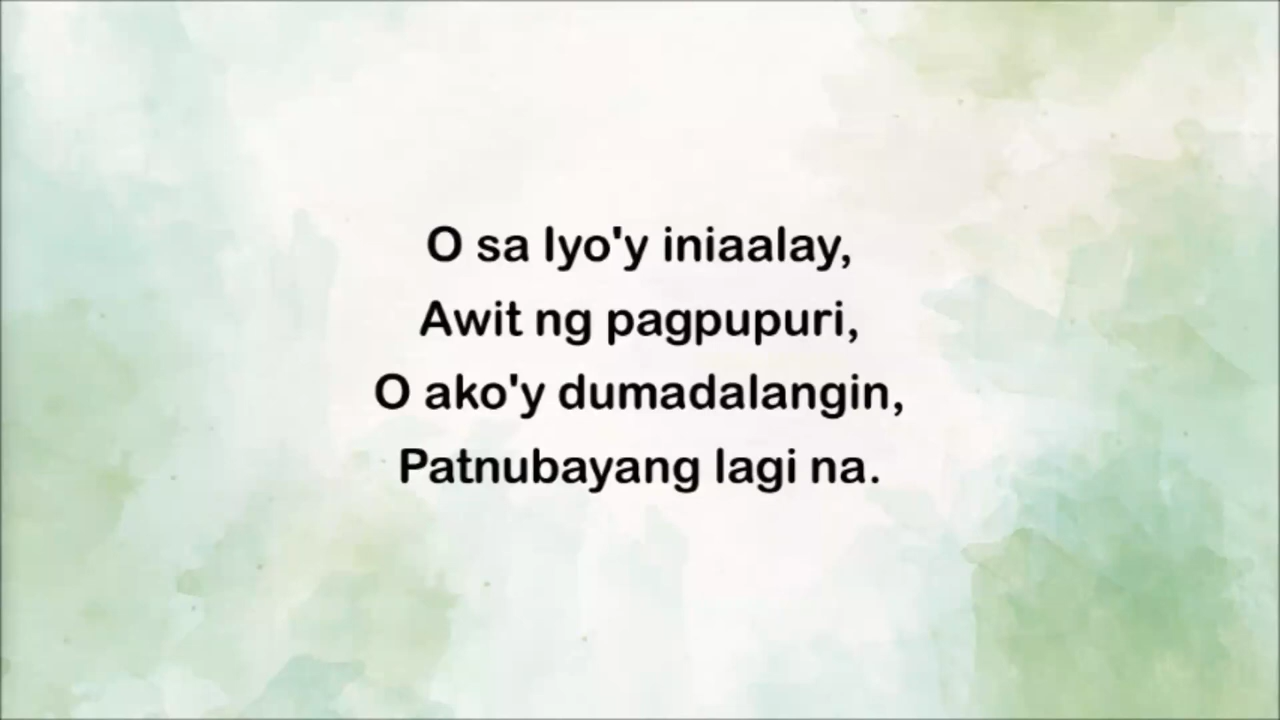 O sa Iyo'y iniaalay,
Awit ng pagpupuri,
O ako'y dumadalangin,
Patnubayang lagi na.